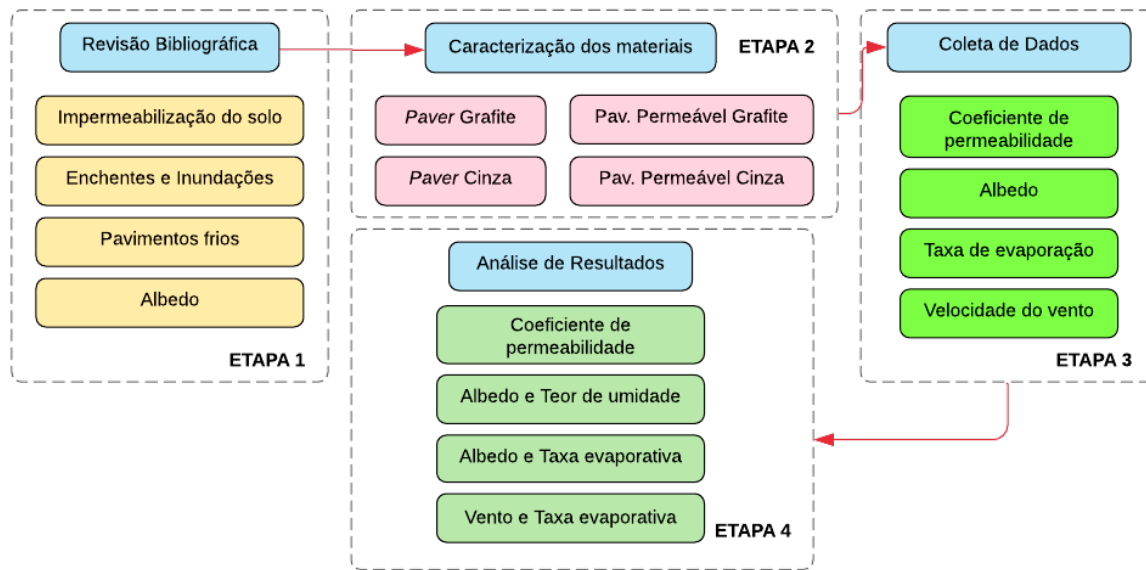 Revisão Bibliográfica
Impermeabilização do solo
Enchentes e Inundações
Pavimentos frios
Albedo
ETAPA 1
Caracterização dos materiais
ETAPA 2
Paver Grafite
Pav. Permeável Grafite
Paver Cinza
Pav. Permeável Cinza
Coleta de Dados
Coeficiente de
permeabilidade
Albedo
Taxa de evaporação
Velocidade do vento
ETAPA 3
Análise de Resultados
Coeficiente de
permeabilidade
Albedo e Teor de umidade
Albedo e Taxa evaporativa
Vento e Taxa evaporativa
ETAPA 4